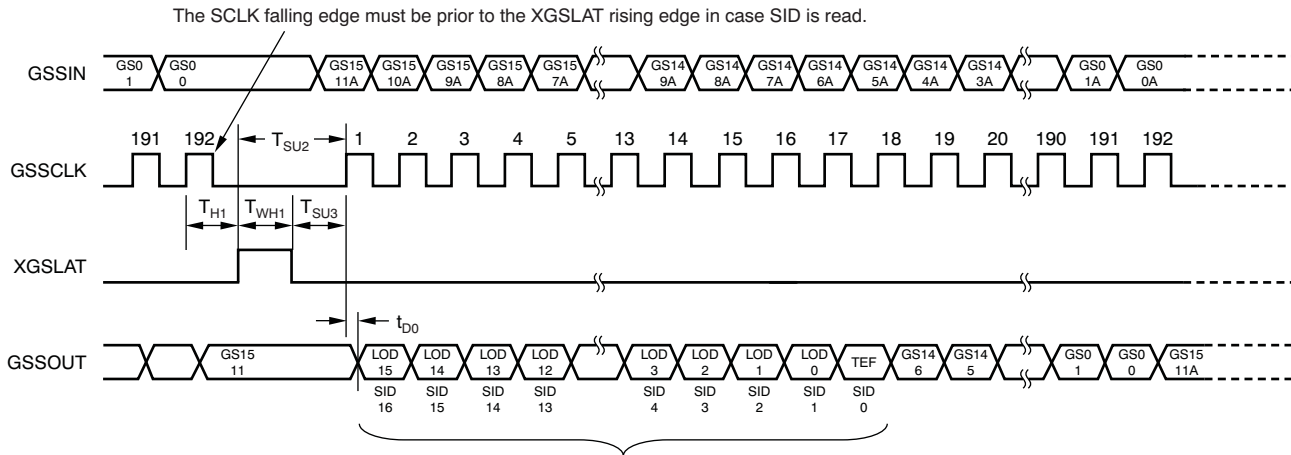 The SCLK falling edge must be prior to the XGSLAT rising edge in case SID is read.
GSSIN
GS0 1
GS0 0
GS15 11A
GS15 10A
GS15 9A
GS15 8A
GS15 7A
GS14 9A
GS14 8A
GS14 7A
GS14 6A
GS14 5A
GS14 4A
GS14 3A
GS0 1A
GS0 0A
191 192 TSU2 1 2 3 4 5 13 14 15 16 17 18 19 20 190 191 192
GSSCLK
TH1 TWH1 TSU3
XGSLAT
tD0
GSSOUT
GS15 11
LOD 15
LOD 14
LOD 13
LOD 12
LOD 3
LOD 2
LOD 1
LOD 0
TEF
GS14 6
GS14 5
GS0 1
GS0 0
GS15 11A
SID 16
SID 15
SID 14
SID 13
SID 4
SID 3
SID 2
SID 1
SID 0